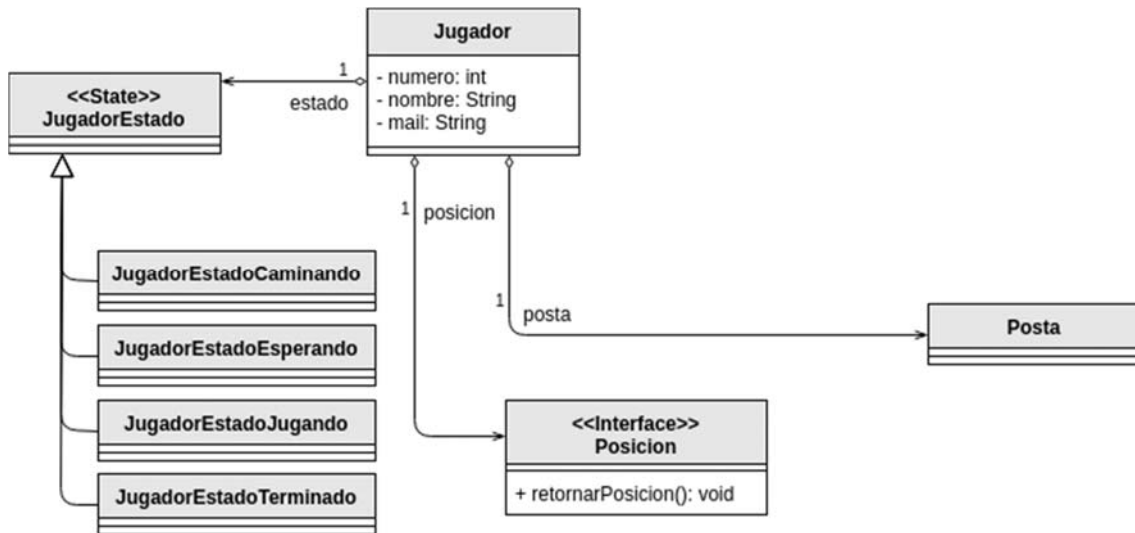 Jugador
- numero: int
- nombre: String
- mail: String
<<State>>
JugadorEstado
1
estado
1
posicion
1
posta
JugadorEstadoCaminando
JugadorEstadoEsperando
JugadorEstadoJugando
JugadorEstadoTerminado
Posta
<<Interface>>
Posicion
+ retornarPosicion(): void